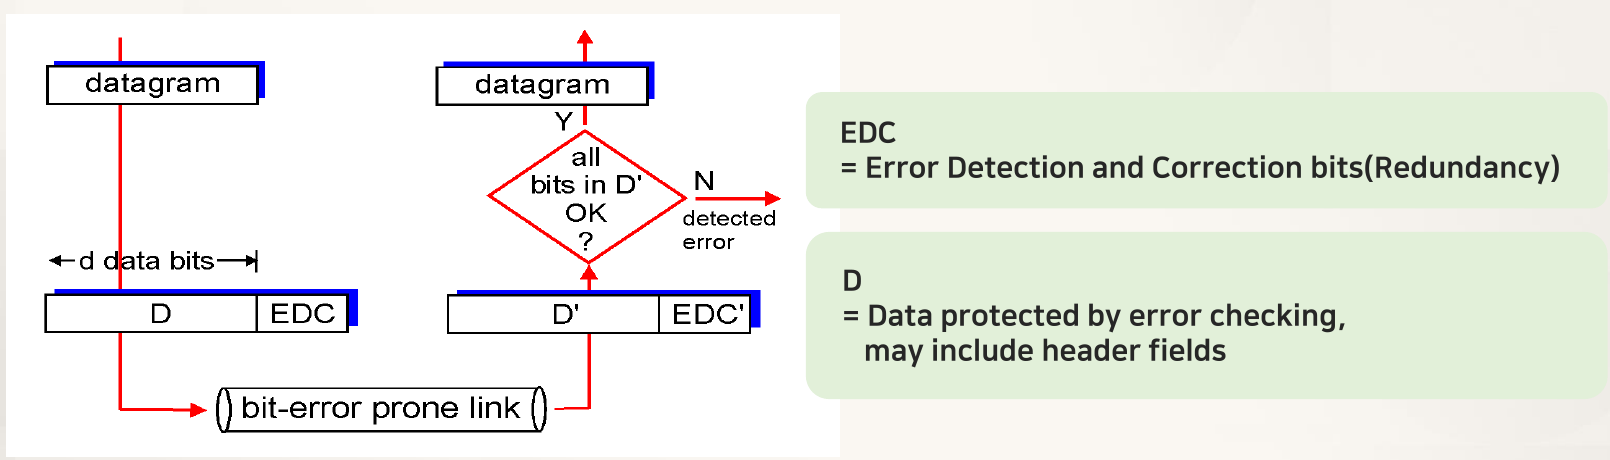 datagram
d data bits
D
EDC
bit-error prone link
datagram
Y
all
bits in D'
OK
?
N
detected
error
D'
EDC'
EDC
= Error Detection and Correction bits(Redundancy)
D
= Data protected by error checking,
may include header fields